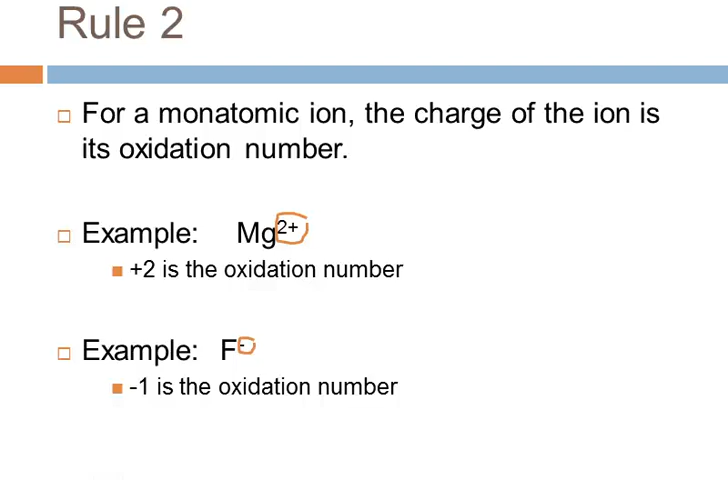 Rule 2
For a monatomic ion, the charge of the ion is
its oxidation number.
Example: Mg²⁺
+2 is the oxidation number
Example: F⁻
-1 is the oxidation number